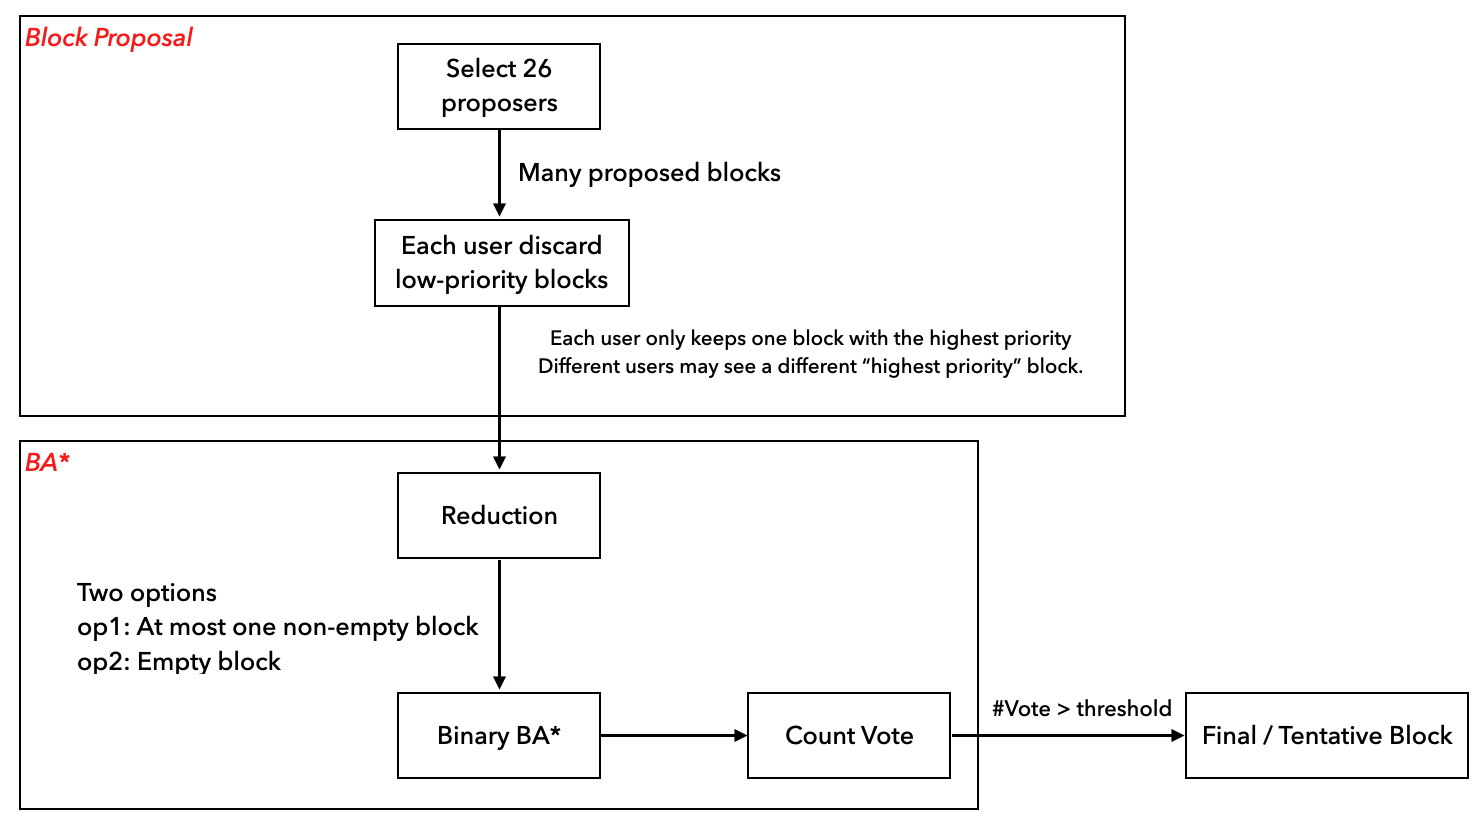 Block Proposal
Select 26
proposers
Many proposed blocks
Each user discard
low-priority blocks
Each user only keeps one block with the highest priority
Different users may see a different “highest priority” block.
BA*
Reduction
Two options
op1: At most one non-empty block
op2: Empty block
Binary BA*
Count Vote
#Vote > threshold
Final / Tentative Block